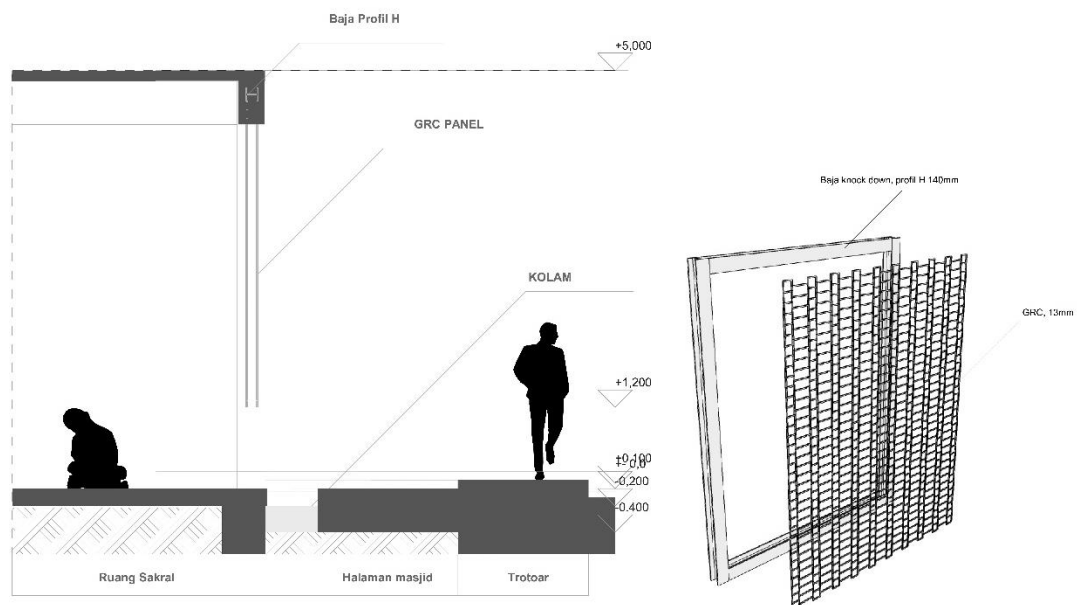 Baja Profil H
+5,000
GRC PANEL
KOLAM
+1,200
+0,100
+- 0,0
-0,200
-0.400
Ruang Sakral
Halaman masjid
Trotoar
Baja knock down, profil H 140mm
GRC, 13mm